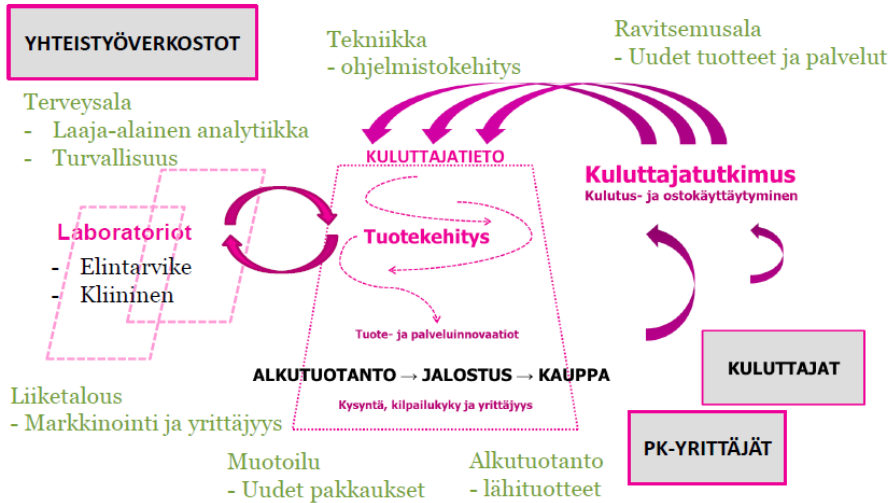 YHTEISTYÖVERKOSTOT
Tekniikka
- ohjelmistokehitys
Ravitsemusala
- Uudet tuotteet ja palvelut
Terveysala
- Laaja-alainen analytiikka
- Turvallisuus
KULUTTAJATIETO
Kuluttajatutkimus
Kulutus- ja ostokäyttäytyminen
Laboratoriot
- Elintarvike
- Kliininen
Tuotekehitys
Tuote- ja palveluinnovaatiot
ALKUTUOTANTO → JALOSTUS → KAUPPA
Kysyntä, kilpailukyky ja yrittäjyys
KULUTTAJAT
PK-YRITTÄJÄT
Liiketalous
- Markkinointi ja yrittäjyys
Muotoilu
- Uudet pakkaukset
Alkutuotanto
- lähituotteet